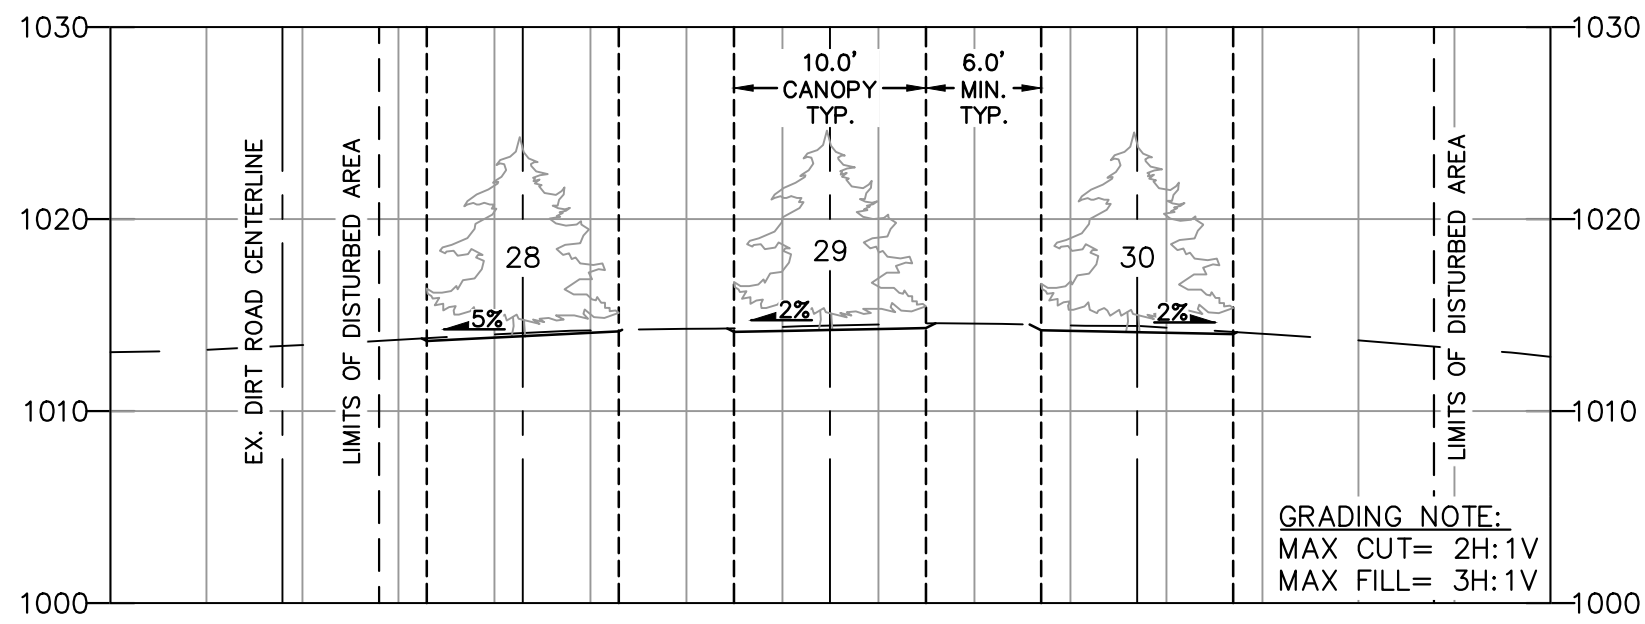 1030
1030
10.0'
CANOPY
TYP.
6.0'
MIN.
TYP.
EX. DIRT ROAD CENTERLINE
LIMITS OF DISTURBED AREA
LIMITS OF DISTURBED AREA
1020
1020
28
29
30
5%
2%
2%
1010
1010
GRADING NOTE:
MAX CUT= 2H:1V
MAX FILL= 3H:1V
1000
1000